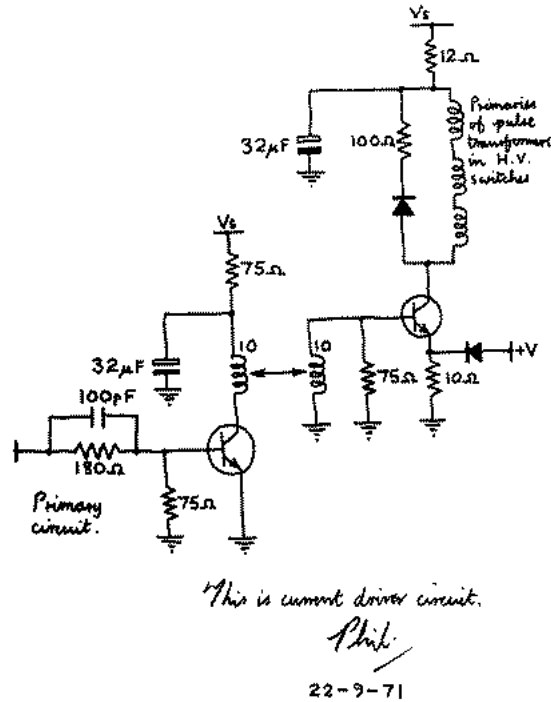 Vs
12Ω
Primaries
of pulse
transformers
in H.V.
switches
32μF
100Ω
Vs
75Ω
32μF
10
10
75Ω
10Ω
+V
100pF
180Ω
75Ω
Primary
circuit.
This is current driver circuit.
Phil.
22-9-71